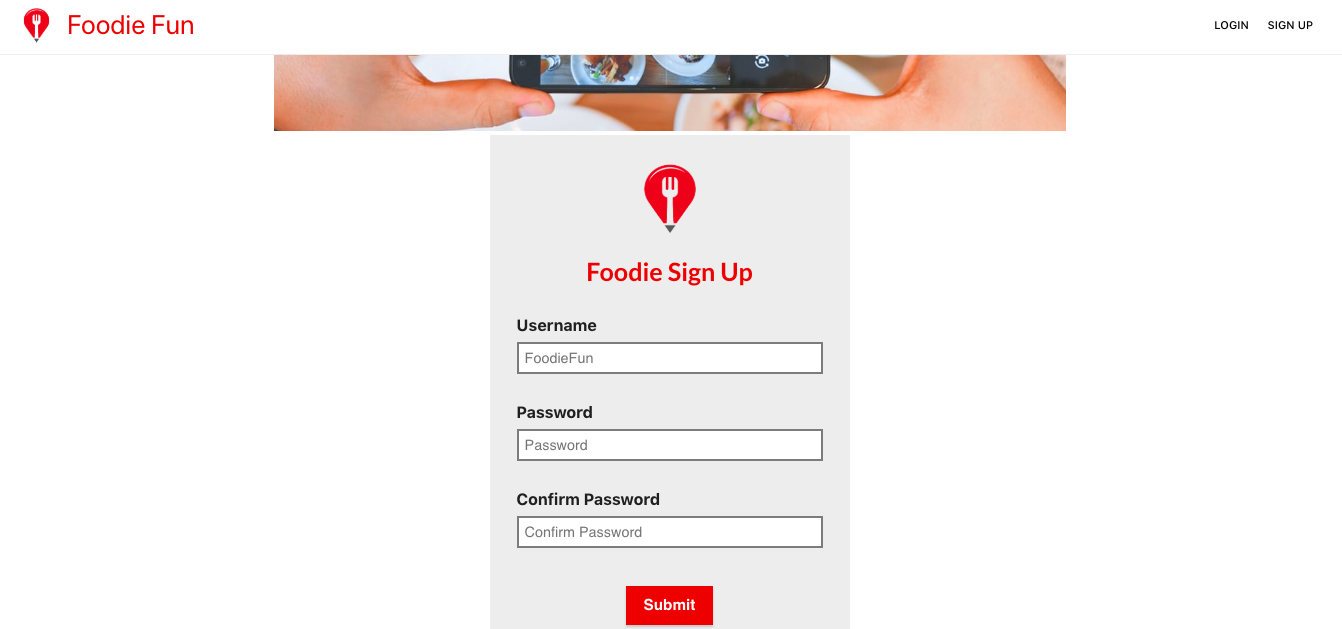 Foodie Fun
LOGIN SIGN UP
Foodie Sign Up
Username
FoodieFun
Password
Password
Confirm Password
Confirm Password
Submit